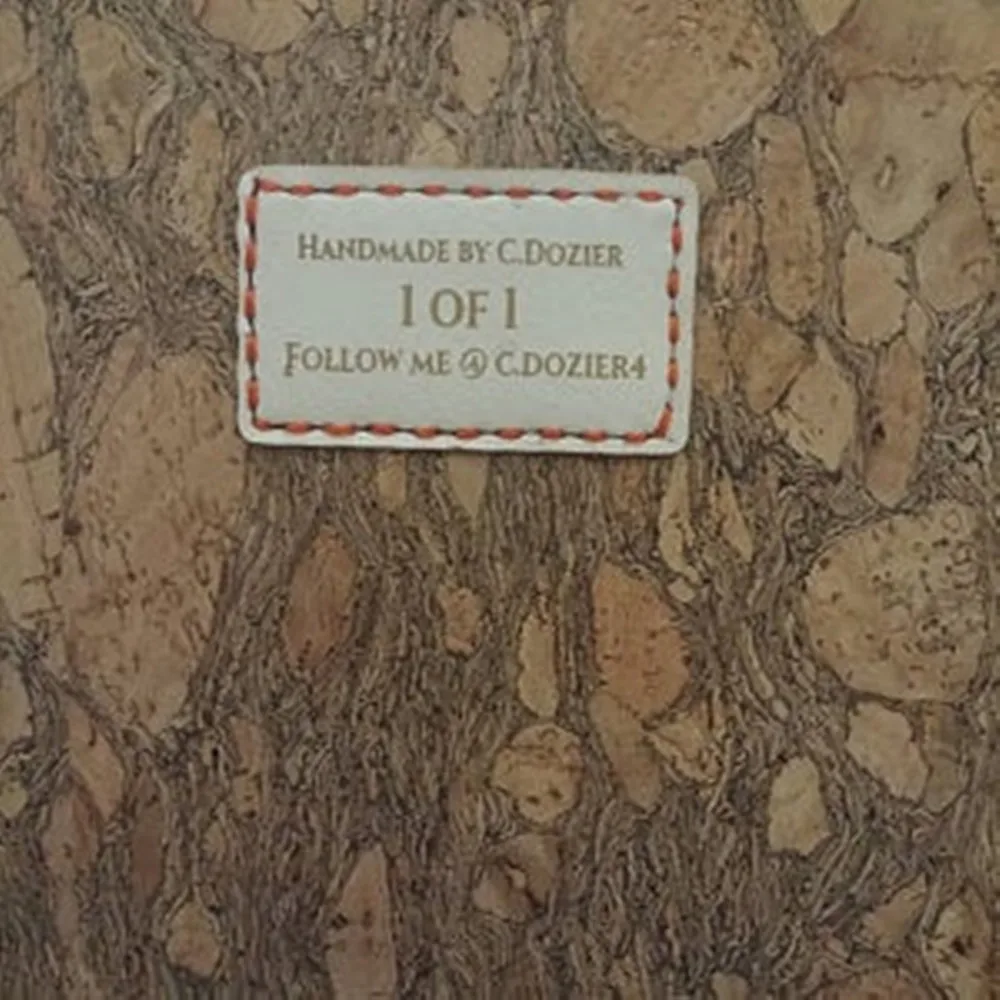 HANDMADE BY C.DOZIER
1 OF 1
FOLLOW ME @ C.DOZIER4